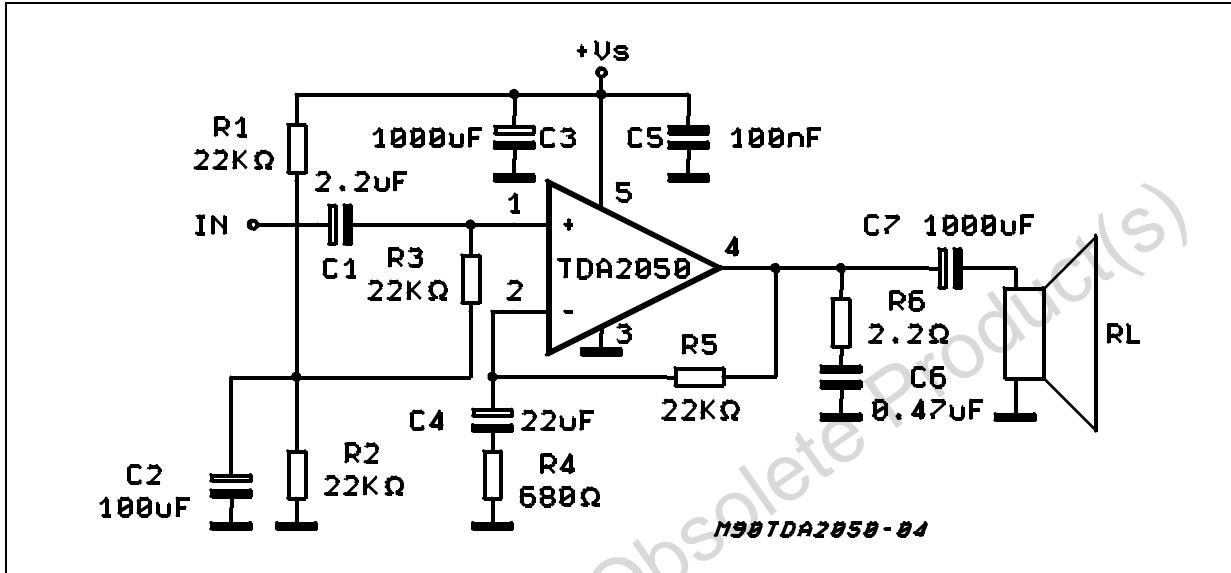 +Vs
R1
22KΩ
1000uF
C3
C5
100nF
2.2uF
IN
C1
R3
22KΩ
1
+
5
TDA2050
2
-
3
4
C7 1000uF
R6
2.2Ω
RL
R5
22KΩ
C6
0.47uF
C4
22uF
R4
680Ω
C2
100uF
R2
22KΩ
M90TDA2050-04
Obsolete Product(s)